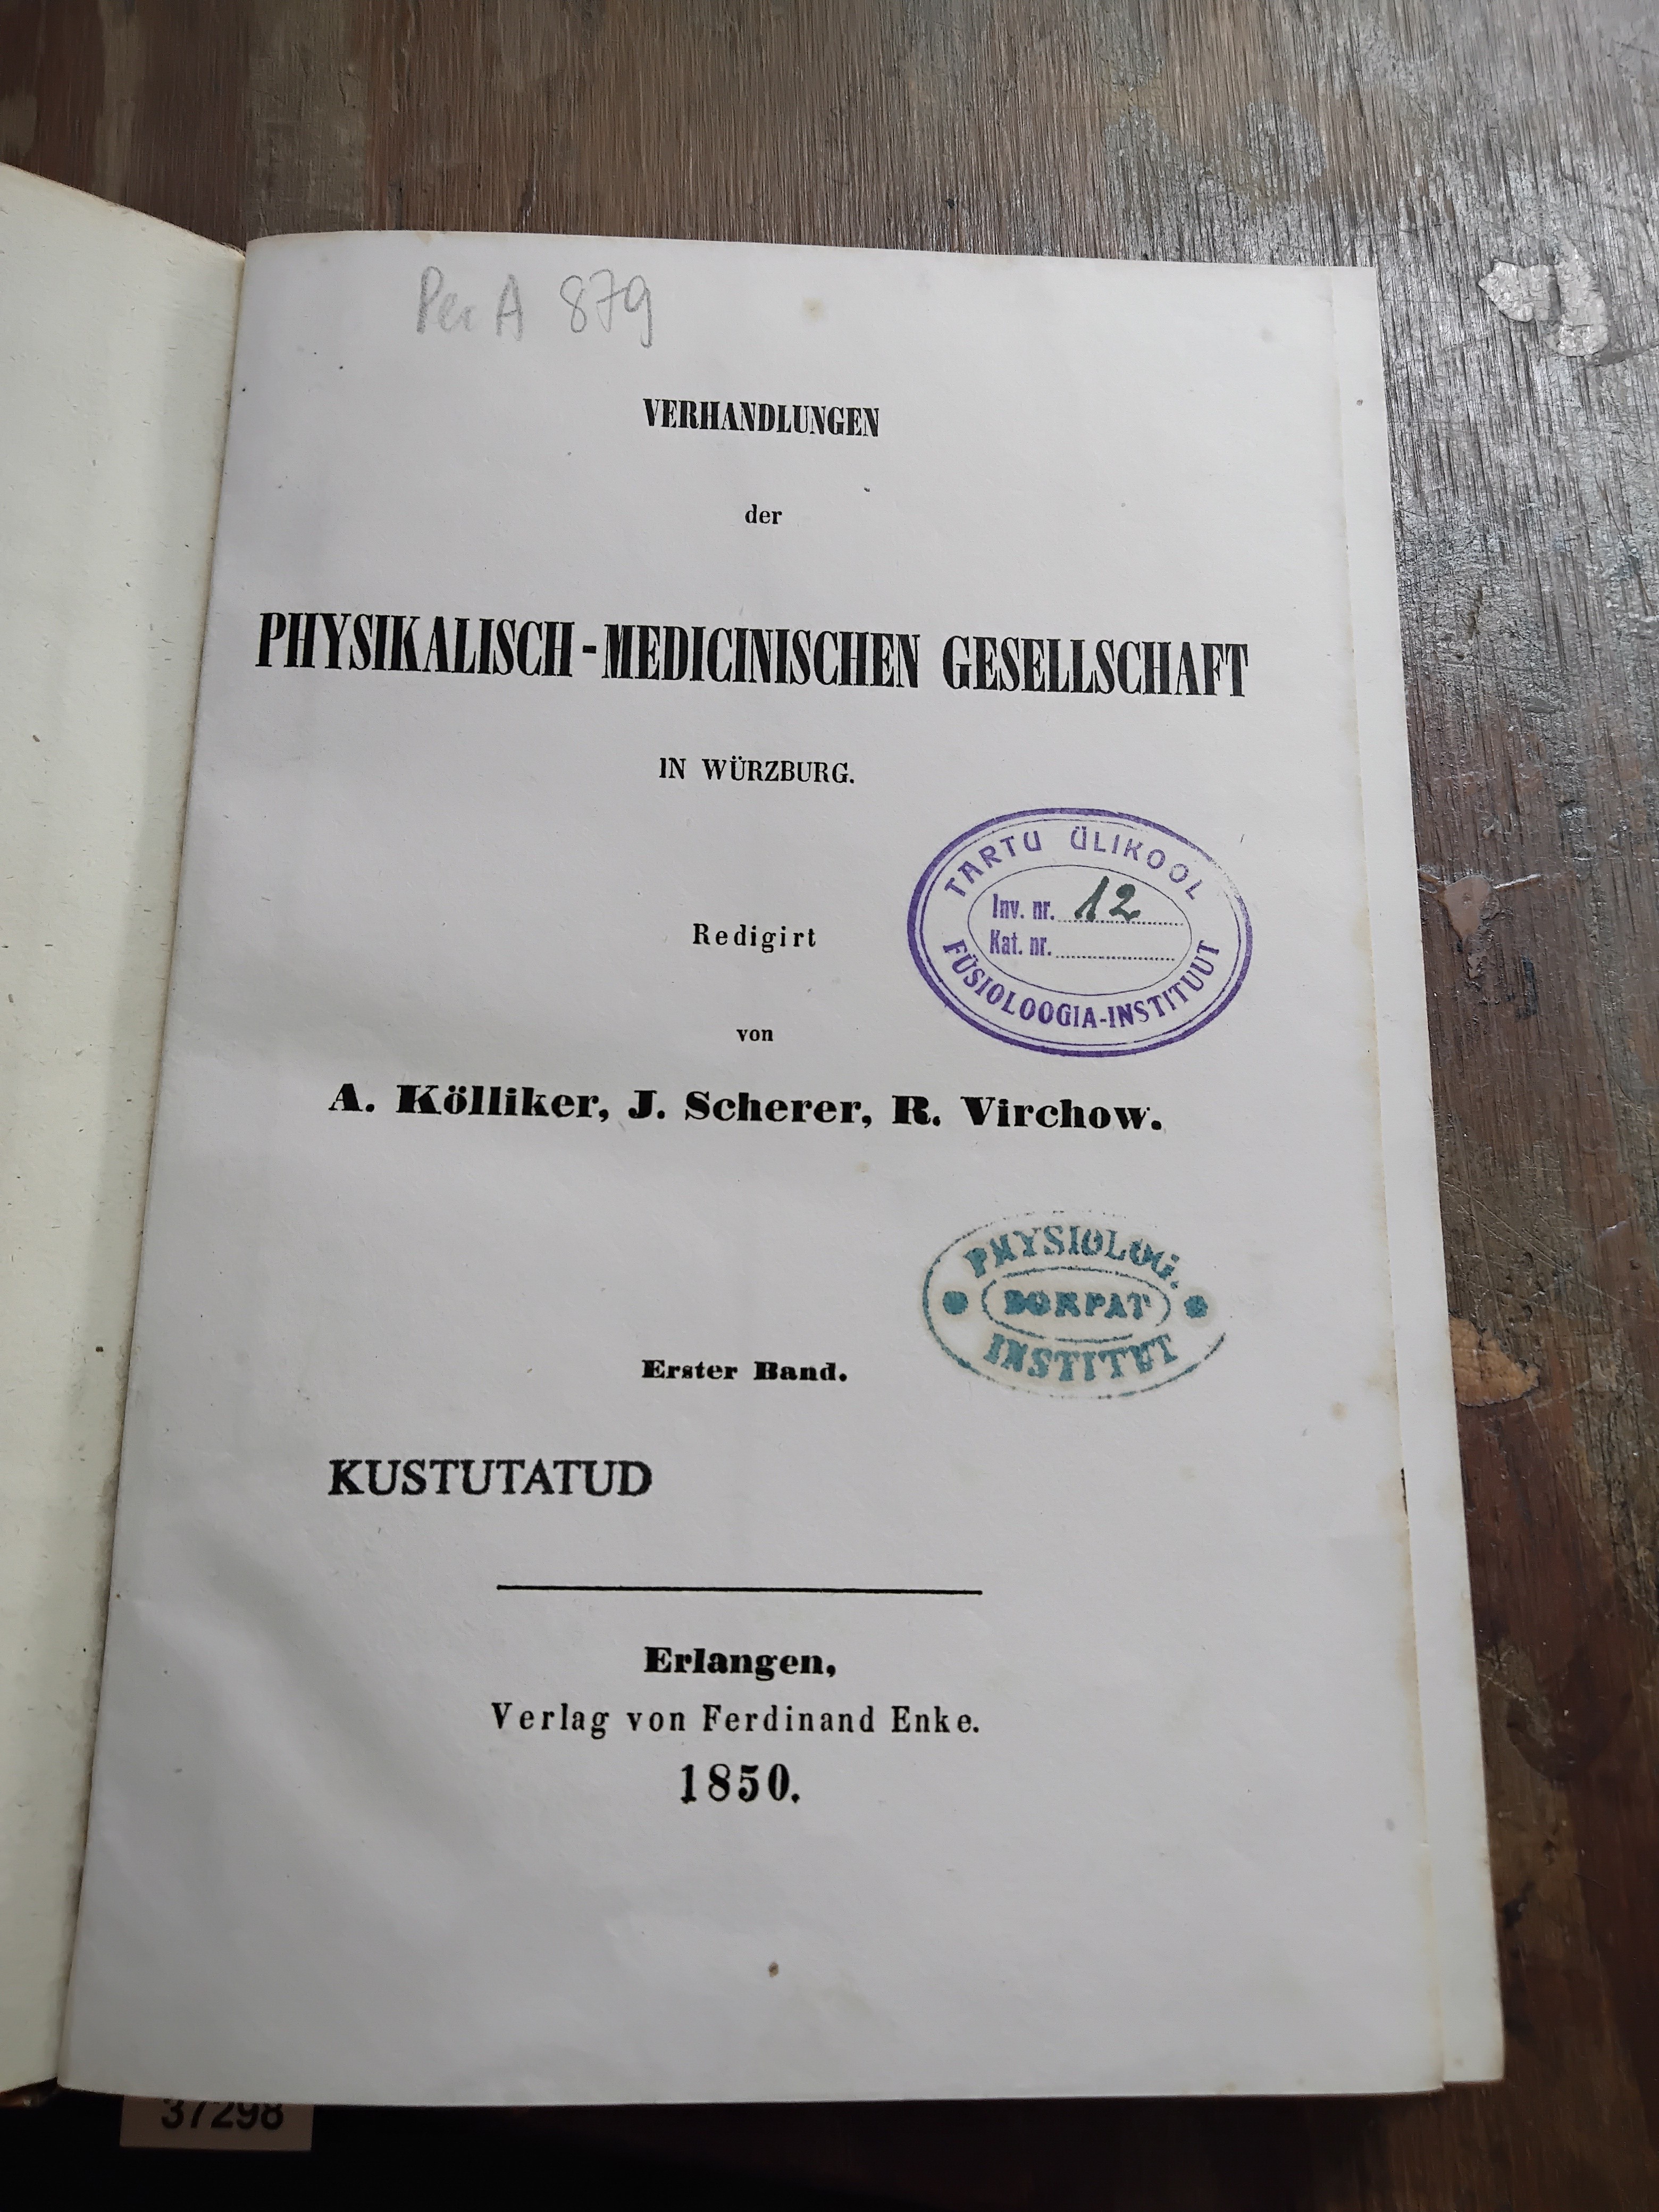 Per A 879
VERHANDLUNGEN
der
PHYSIKALISCH-MEDICINISCHEN GESELLSCHAFT
IN WÜRZBURG.
TARTU ÜLIKOOL
Inv. nr. 12
Kat. nr.
FÜSIOLOOGIA-INSTITUUT
Redigirt
von
A. Kölliker, J. Scherer, R. Virchow.
PHYSIOLOG.
DORPAT
INSTITUT
Erster Band.
KUSTUTATUD
Erlangen,
Verlag von Ferdinand Enke.
1850.
37298